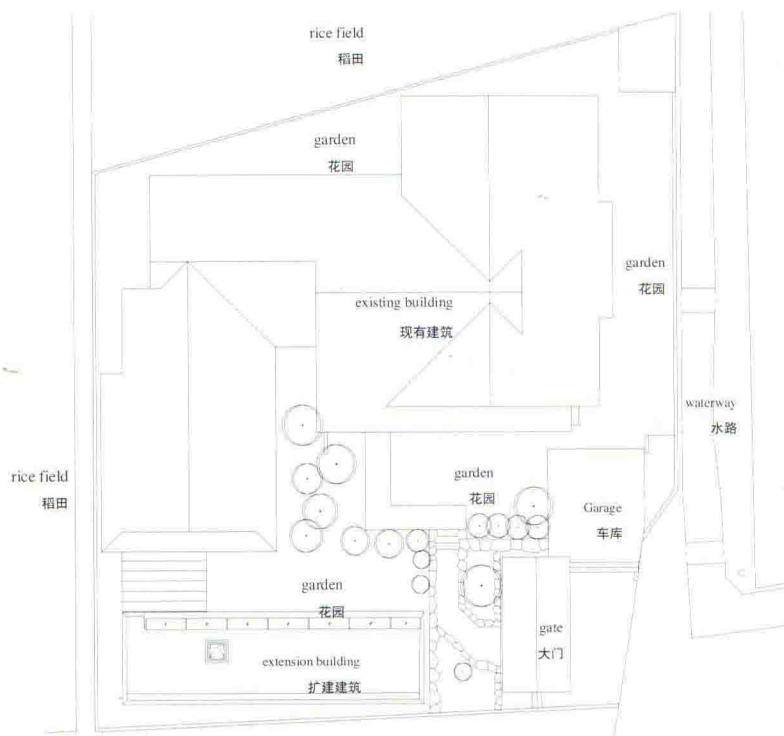 rice field
稻田
garden
花园
garden
花园
existing building
现有建筑
waterway
水路
rice field
稻田
garden
花园
Garage
车库
garden
花园
gate
大门
extension building
扩建建筑